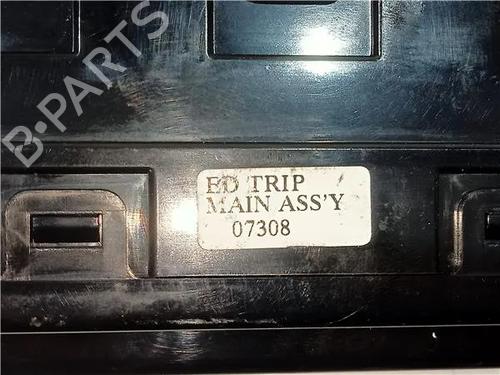 B-PARTS
ED TRIP
MAIN ASS'Y
07308